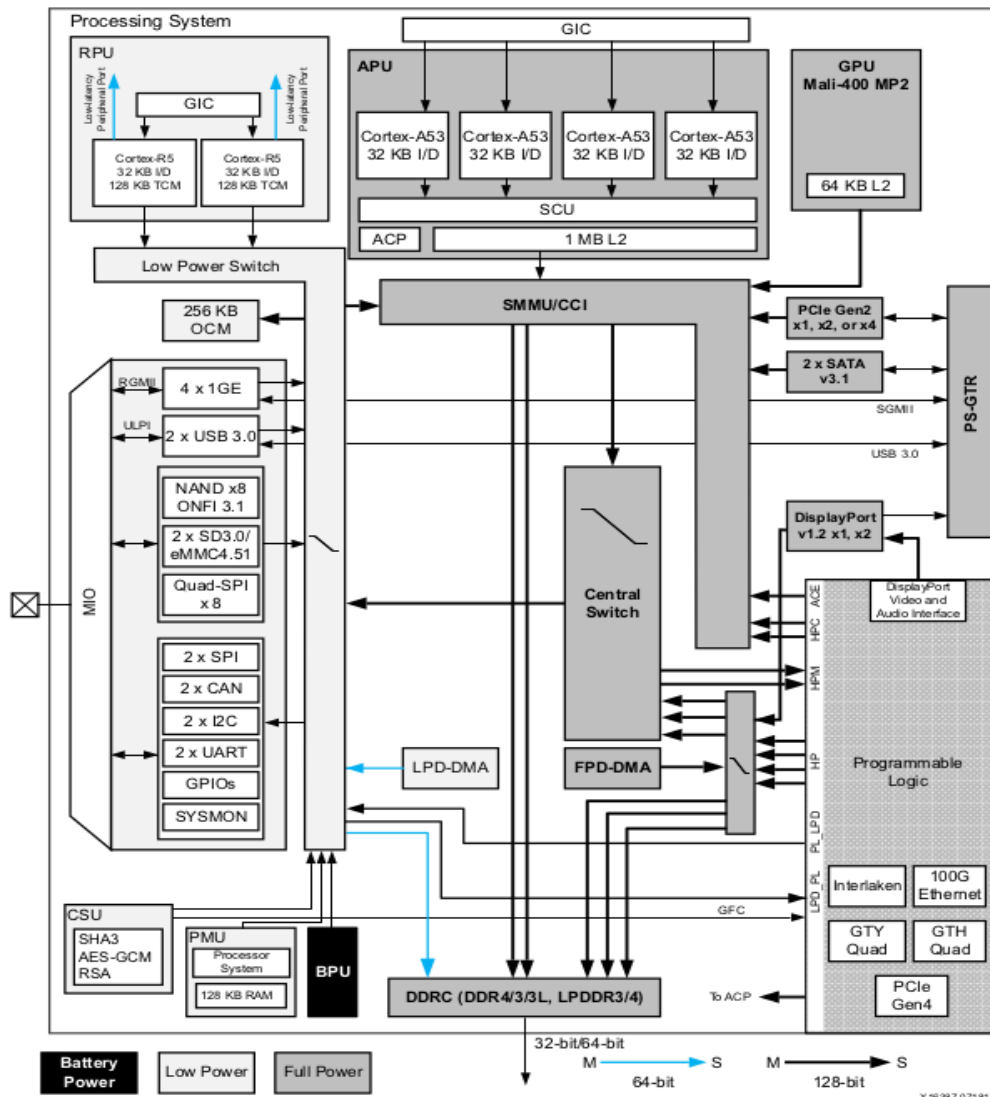 Processing System
RPU
Low-latency
Peripheral Port
GIC
Low-latency
Peripheral Port
Cortex-R5
32 KB I/D
128 KB TCM
Cortex-R5
32 KB I/D
128 KB TCM
GIC
APU
Cortex-A53
32 KB I/D
Cortex-A53
32 KB I/D
Cortex-A53
32 KB I/D
Cortex-A53
32 KB I/D
SCU
ACP
1 MB L2
GPU
Mali-400 MP2
64 KB L2
Low Power Switch
256 KB
OCM
SMMU/CCI
PCIe Gen2
x1, x2, or x4
2 x SATA
v3.1
PS-GTR
SGMII
USB 3.0
MIO
RGMII
4 x 1GE
ULPI
2 x USB 3.0
NAND x8
ONFI 3.1
2 x SD3.0/
eMMC4.51
Quad-SPI
x 8
2 x SPI
2 x CAN
2 x I2C
2 x UART
GPIOs
SYSMON
Central
Switch
DisplayPort
v1.2 x1, x2
DisplayPort
Video and
Audio Interface
ACE
HPC
HPM
HP
PL_LPD
LPD_PL
LPD-DMA
FPD-DMA
Programmable
Logic
Interlaken
100G
Ethernet
GTY
Quad
GTH
Quad
PCIe
Gen4
GFC
To ACP
CSU
SHA3
AES-GCM
RSA
PMU
Processor
System
128 KB RAM
BPU
DDRC (DDR4/3/3L, LPDDR3/4)
32-bit/64-bit
M S
64-bit
M S
128-bit
Battery
Power
Low Power
Full Power